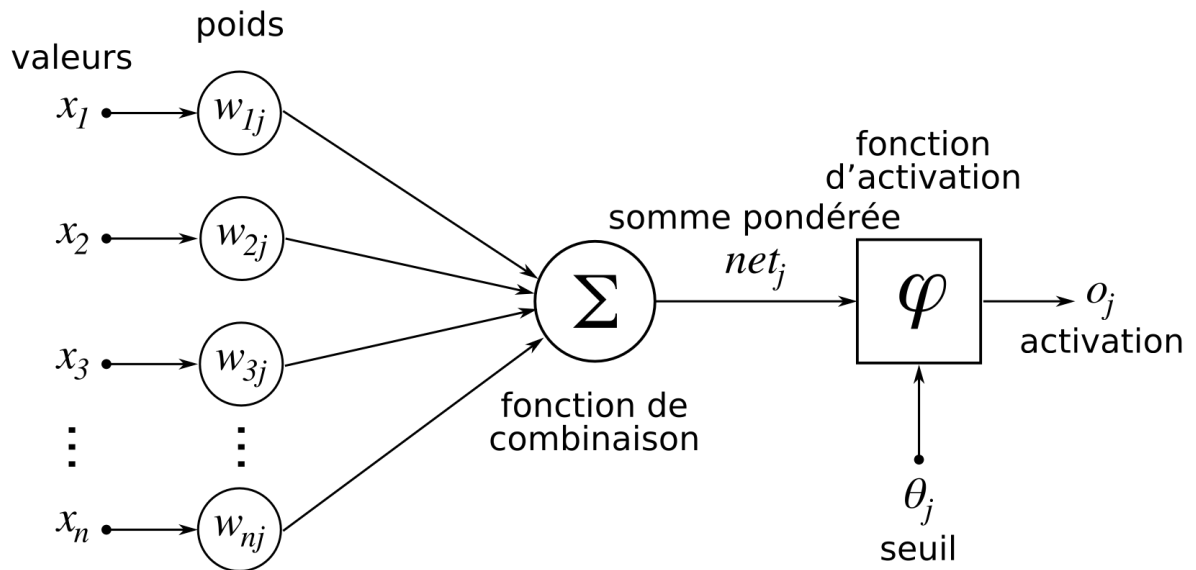 poids
valeurs
x1
w1j
x2
w2j
x3
w3j
⋮
⋮
xn
wnj
Σ
fonction de
combinaison
somme pondérée
netj
fonction
d’activation
φ
oj
activation
θj
seuil